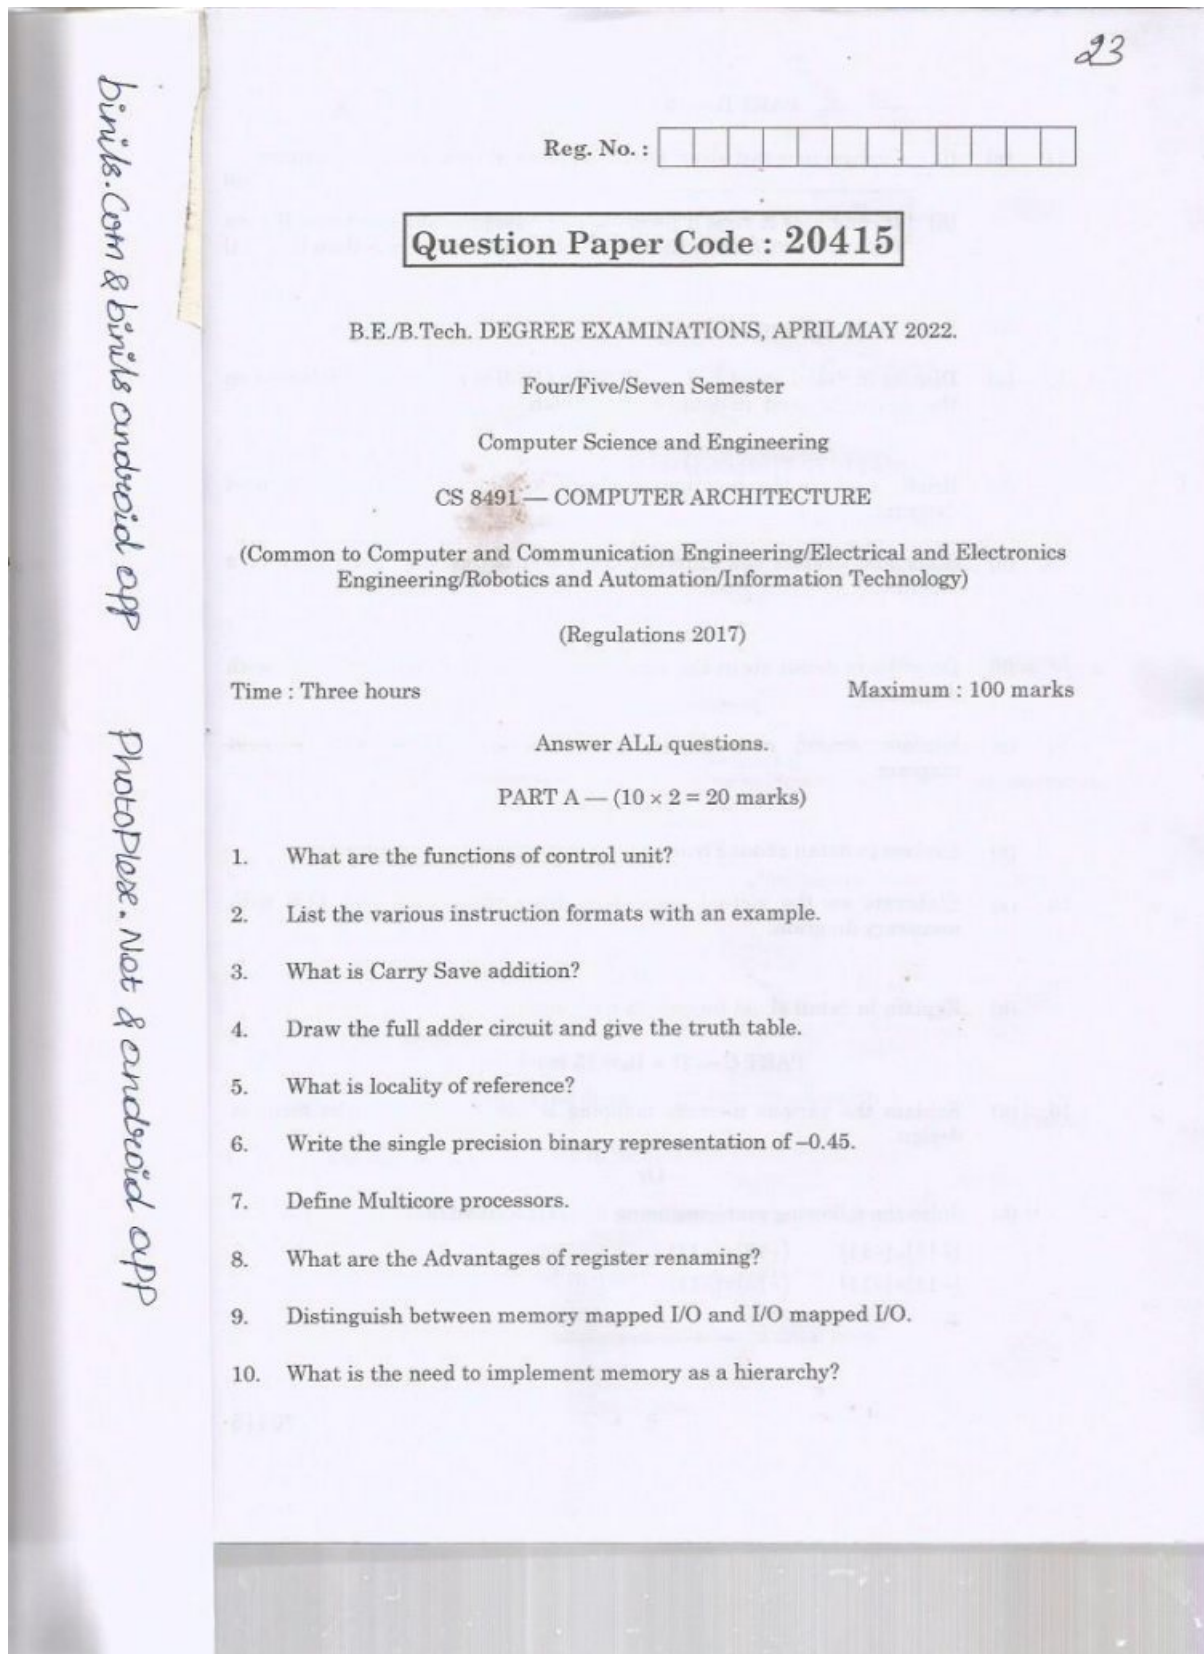 23
Reg. No. :
Question Paper Code : 20415
B.E./B.Tech. DEGREE EXAMINATIONS, APRIL/MAY 2022.
Four/Five/Seven Semester
Computer Science and Engineering
CS 8491 — COMPUTER ARCHITECTURE
(Common to Computer and Communication Engineering/Electrical and Electronics
Engineering/Robotics and Automation/Information Technology)
(Regulations 2017)
Time : Three hours Maximum : 100 marks
Answer ALL questions.
PART A — (10 × 2 = 20 marks)
1. What are the functions of control unit?
2. List the various instruction formats with an example.
3. What is Carry Save addition?
4. Draw the full adder circuit and give the truth table.
5. What is locality of reference?
6. Write the single precision binary representation of –0.45.
7. Define Multicore processors.
8. What are the Advantages of register renaming?
9. Distinguish between memory mapped I/O and I/O mapped I/O.
10. What is the need to implement memory as a hierarchy?
binils.Com & binils android app
PhotoPlex. Net & android app